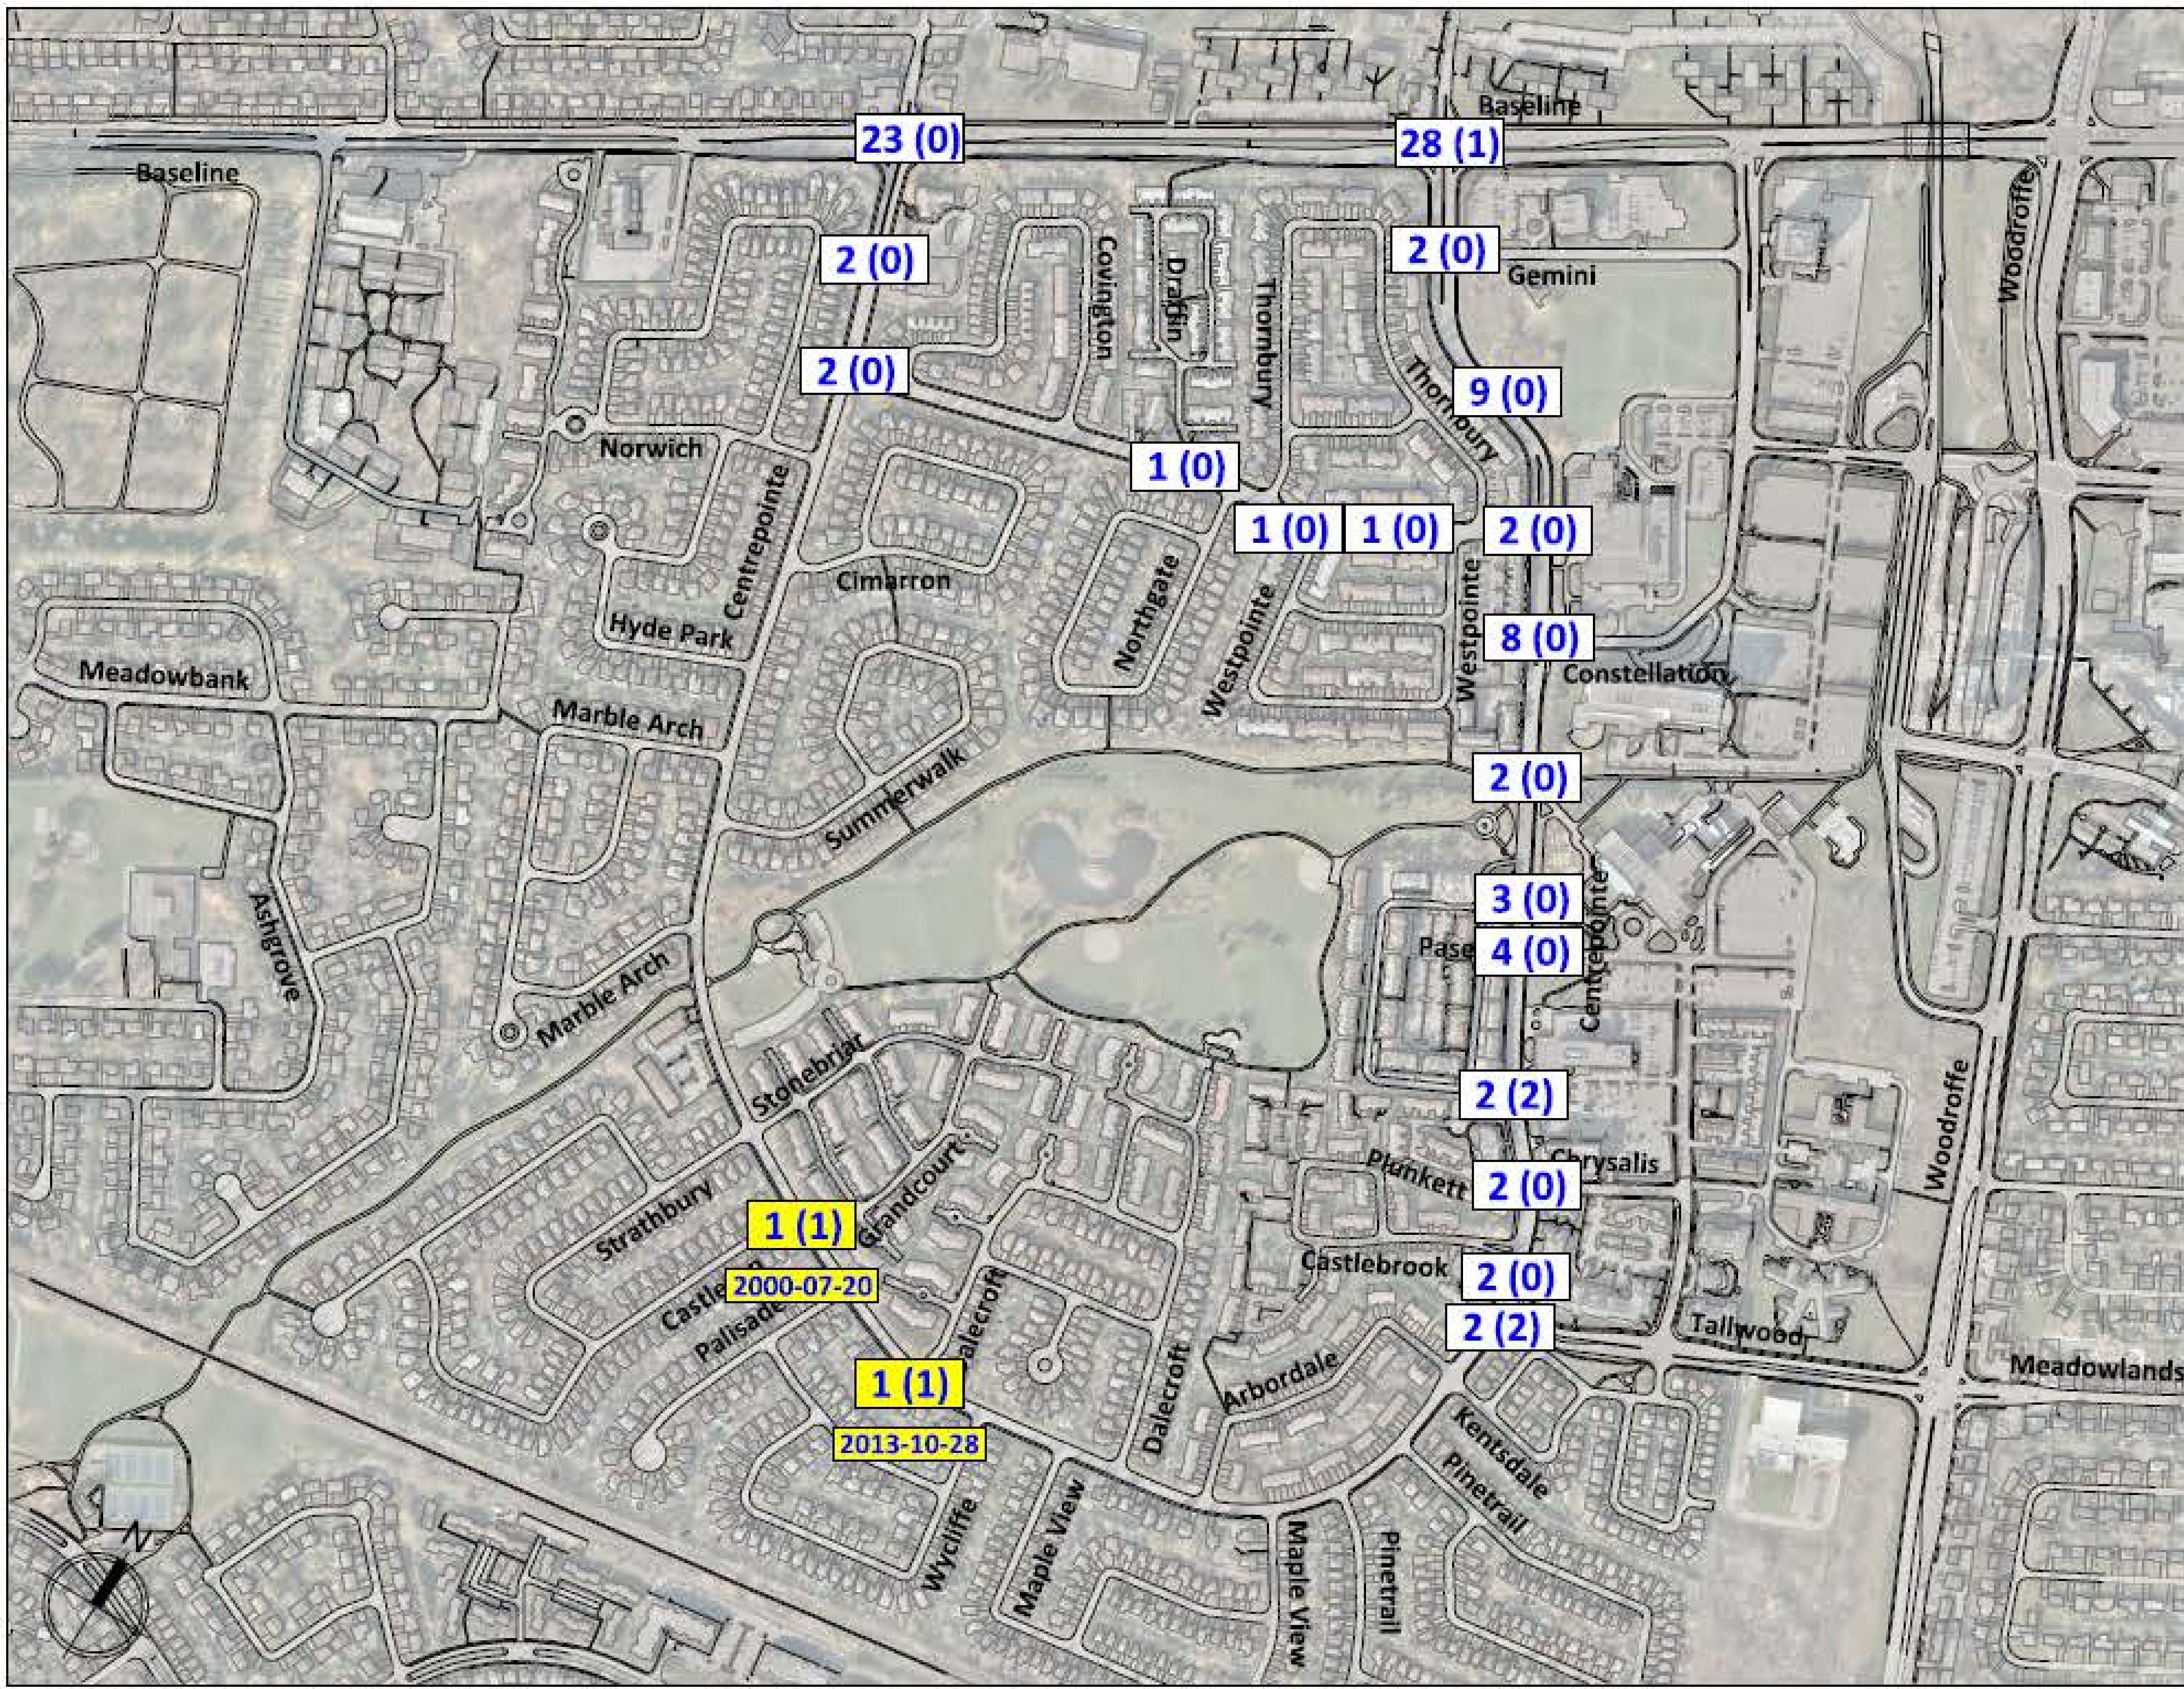 Baseline
23 (0)
28 (1)
Baseline
Woodroffe
2 (0)
2 (0)
Covington
Draffin
Thornbury
Gemini
2 (0)
Thornbury
9 (0)
Norwich
1 (0)
Centrepointe
1 (0)
1 (0)
2 (0)
Cimarron
Northgate
Westpointe
Westpointe
Hyde Park
8 (0)
Constellation
Meadowbank
Marble Arch
2 (0)
Summerwalk
3 (0)
Centrepointe
Ashgrove
Pase
4 (0)
Marble Arch
Stonebriar
2 (2)
Woodroffe
Plunkett
Chrysalis
2 (0)
Grandcourt
Strathbury
1 (1)
Castlebrook
2 (0)
2000-07-20
Castle
Palisade
2 (2)
Tallwood
Meadowlands
alecroft
1 (1)
Arbordale
Dalecroft
2013-10-28
Kentsdale
Pinetrail
Wycliffe
Maple View
Maple View
Pinetrail
N